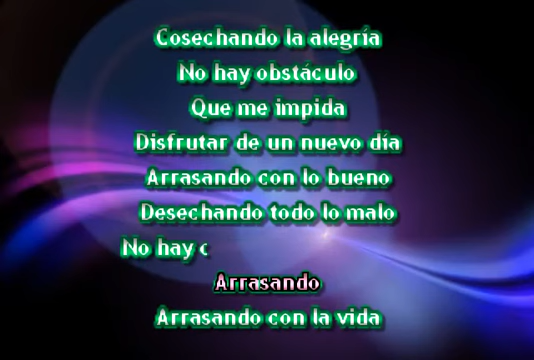 Cosechando la alegría
No hay obstáculo
Que me impida
Disfrutar de un nuevo día
Arrasando con lo bueno
Desechando todo lo malo
No hay
Arrasando
Arrasando con la vida